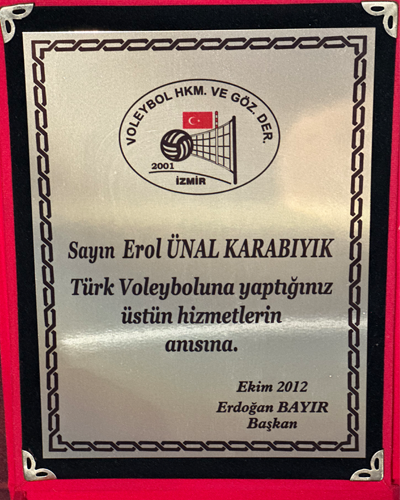 VOLEYBOL HKM. VE GÖZ. DER.
2001
İZMİR
Sayın Erol ÜNAL KARABIYIK
Türk Voleyboluna yaptığınız
üstün hizmetlerin
anısına.
Ekim 2012
Erdoğan BAYIR
Başkan